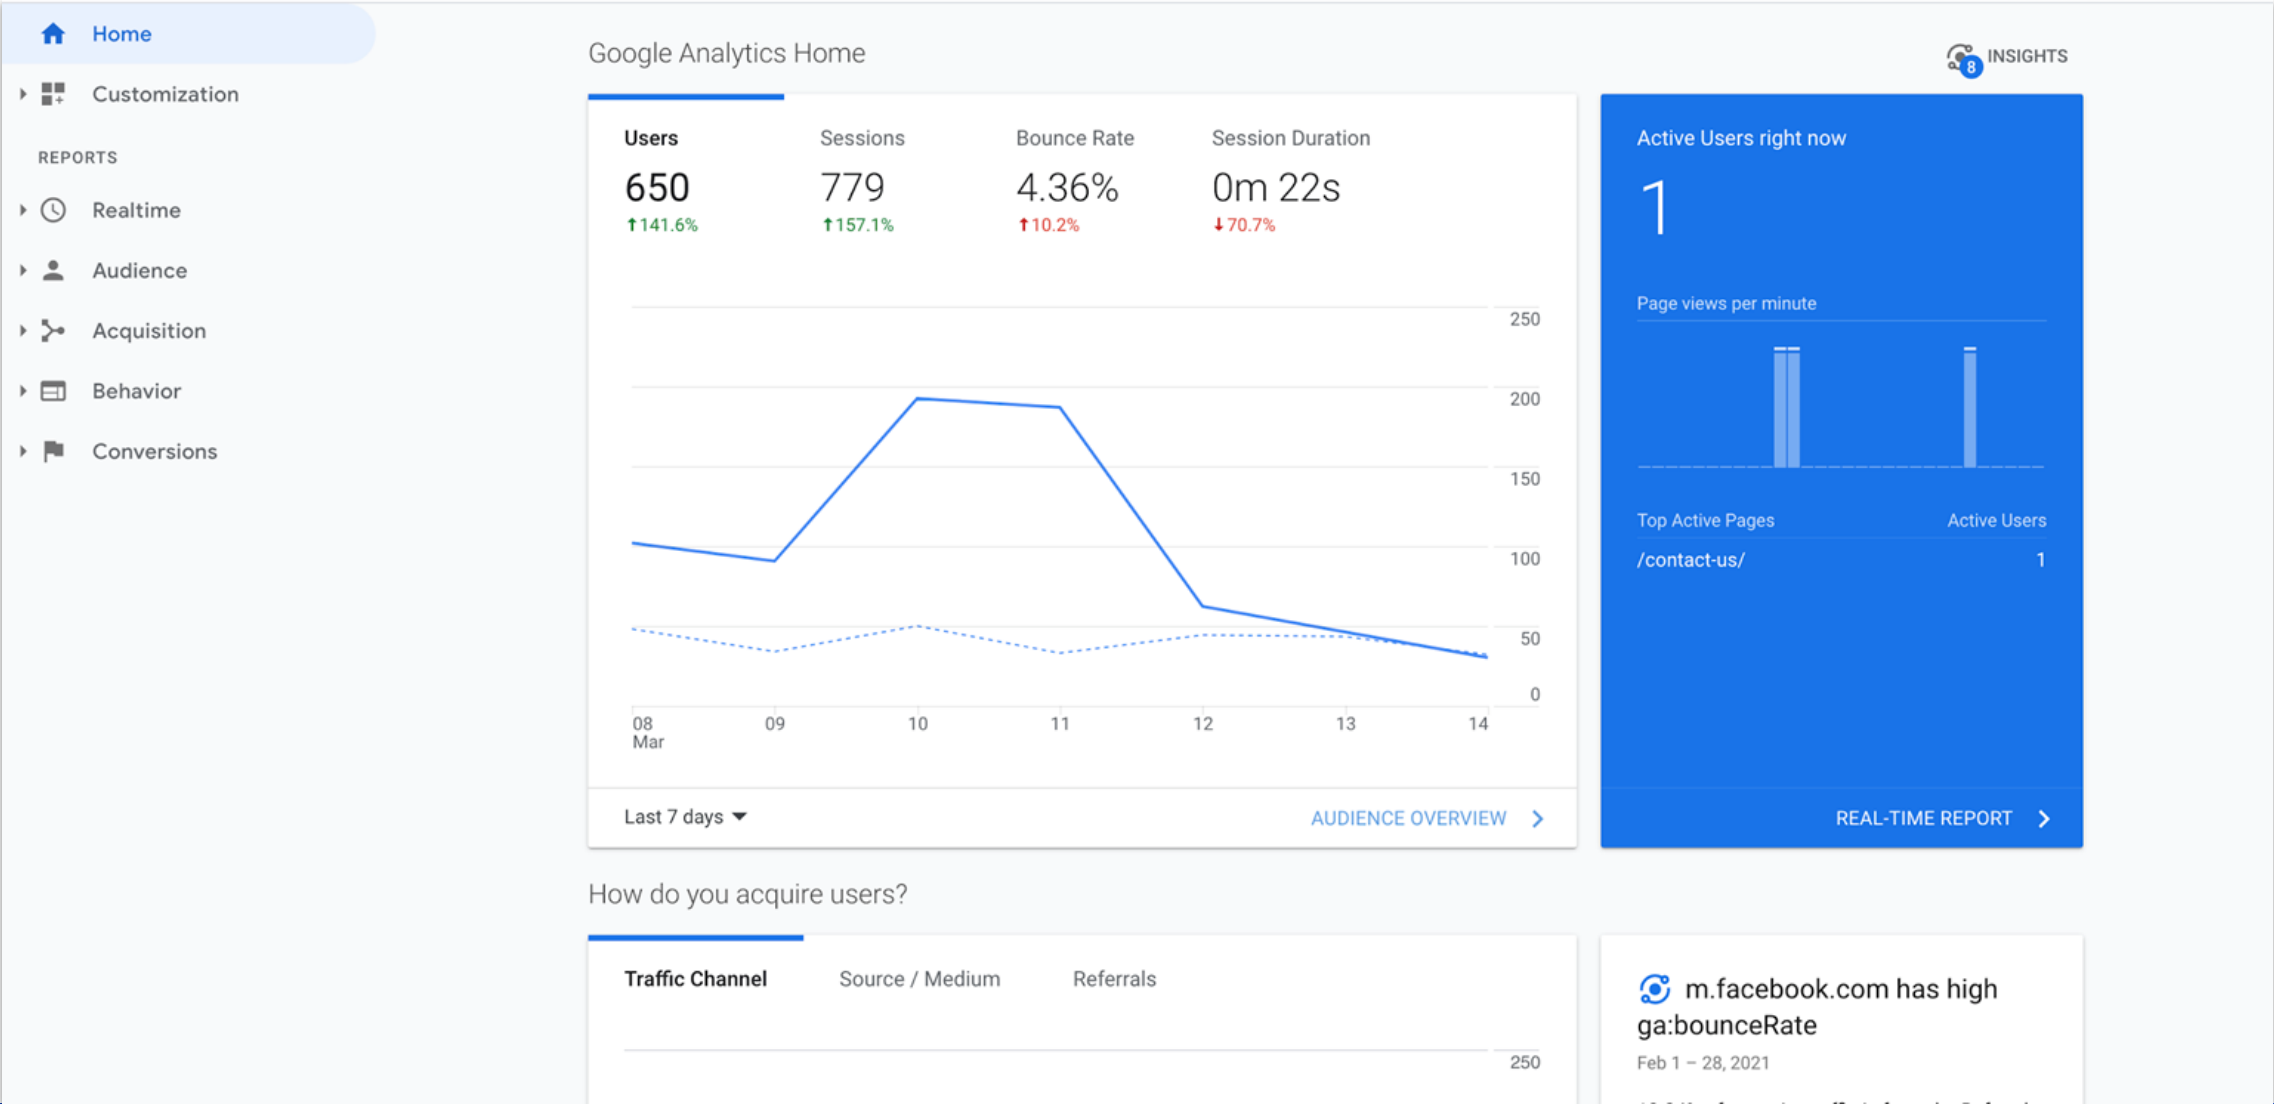 Home
Customization
REPORTS
Realtime
Audience
Acquisition
Behavior
Conversions
Google Analytics Home
8 INSIGHTS
Users Sessions Bounce Rate Session Duration
650 779 4.36% 0m 22s
↑141.6% ↑157.1% ↑10.2% ↓70.7%
250
200
150
100
50
0
08 09 10 11 12 13 14
Mar
Last 7 days AUDIENCE OVERVIEW
Active Users right now
1
Page views per minute
Top Active Pages Active Users
/contact-us/ 1
REAL-TIME REPORT
How do you acquire users?
Traffic Channel Source / Medium Referrals
250
m.facebook.com has high
ga:bounceRate
Feb 1 – 28, 2021